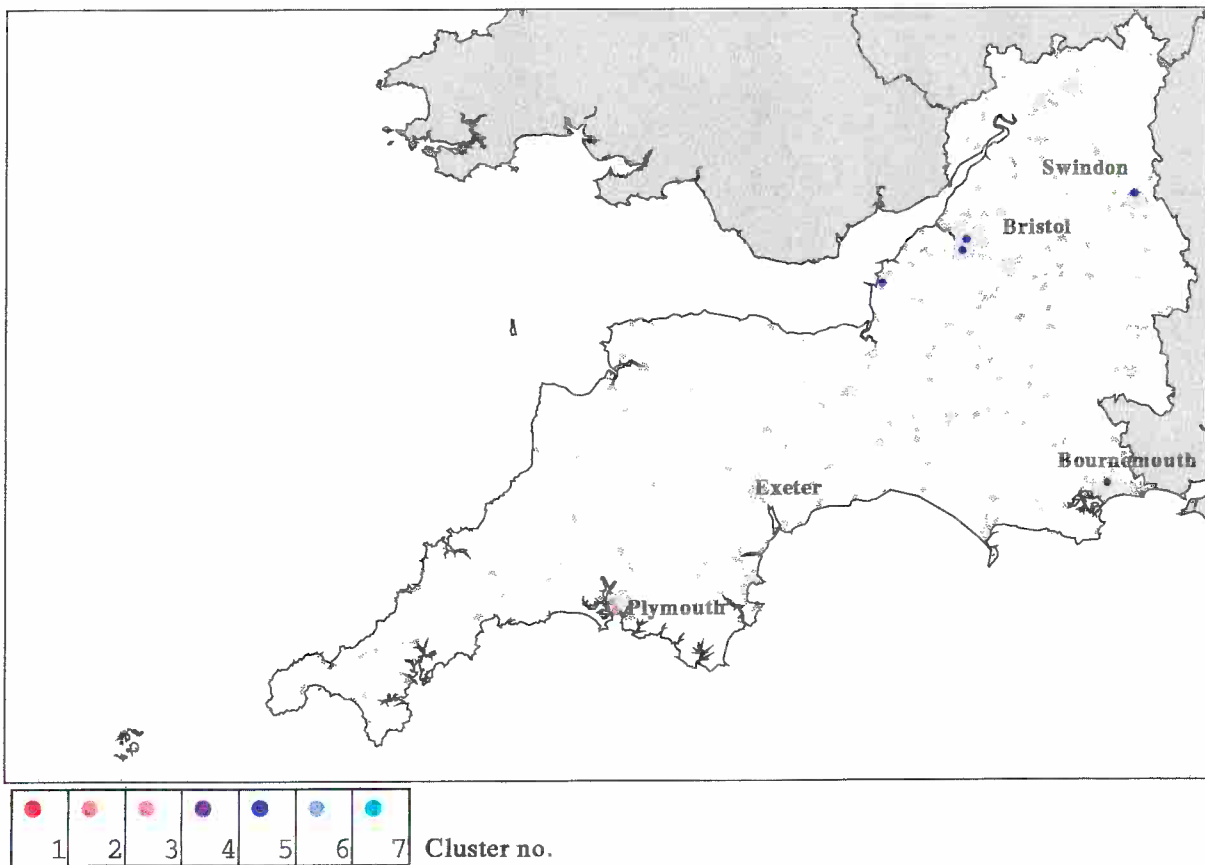 Swindon
Bristol
Bournemouth
Exeter
Plymouth
1 2 3 4 5 6 7 Cluster no.